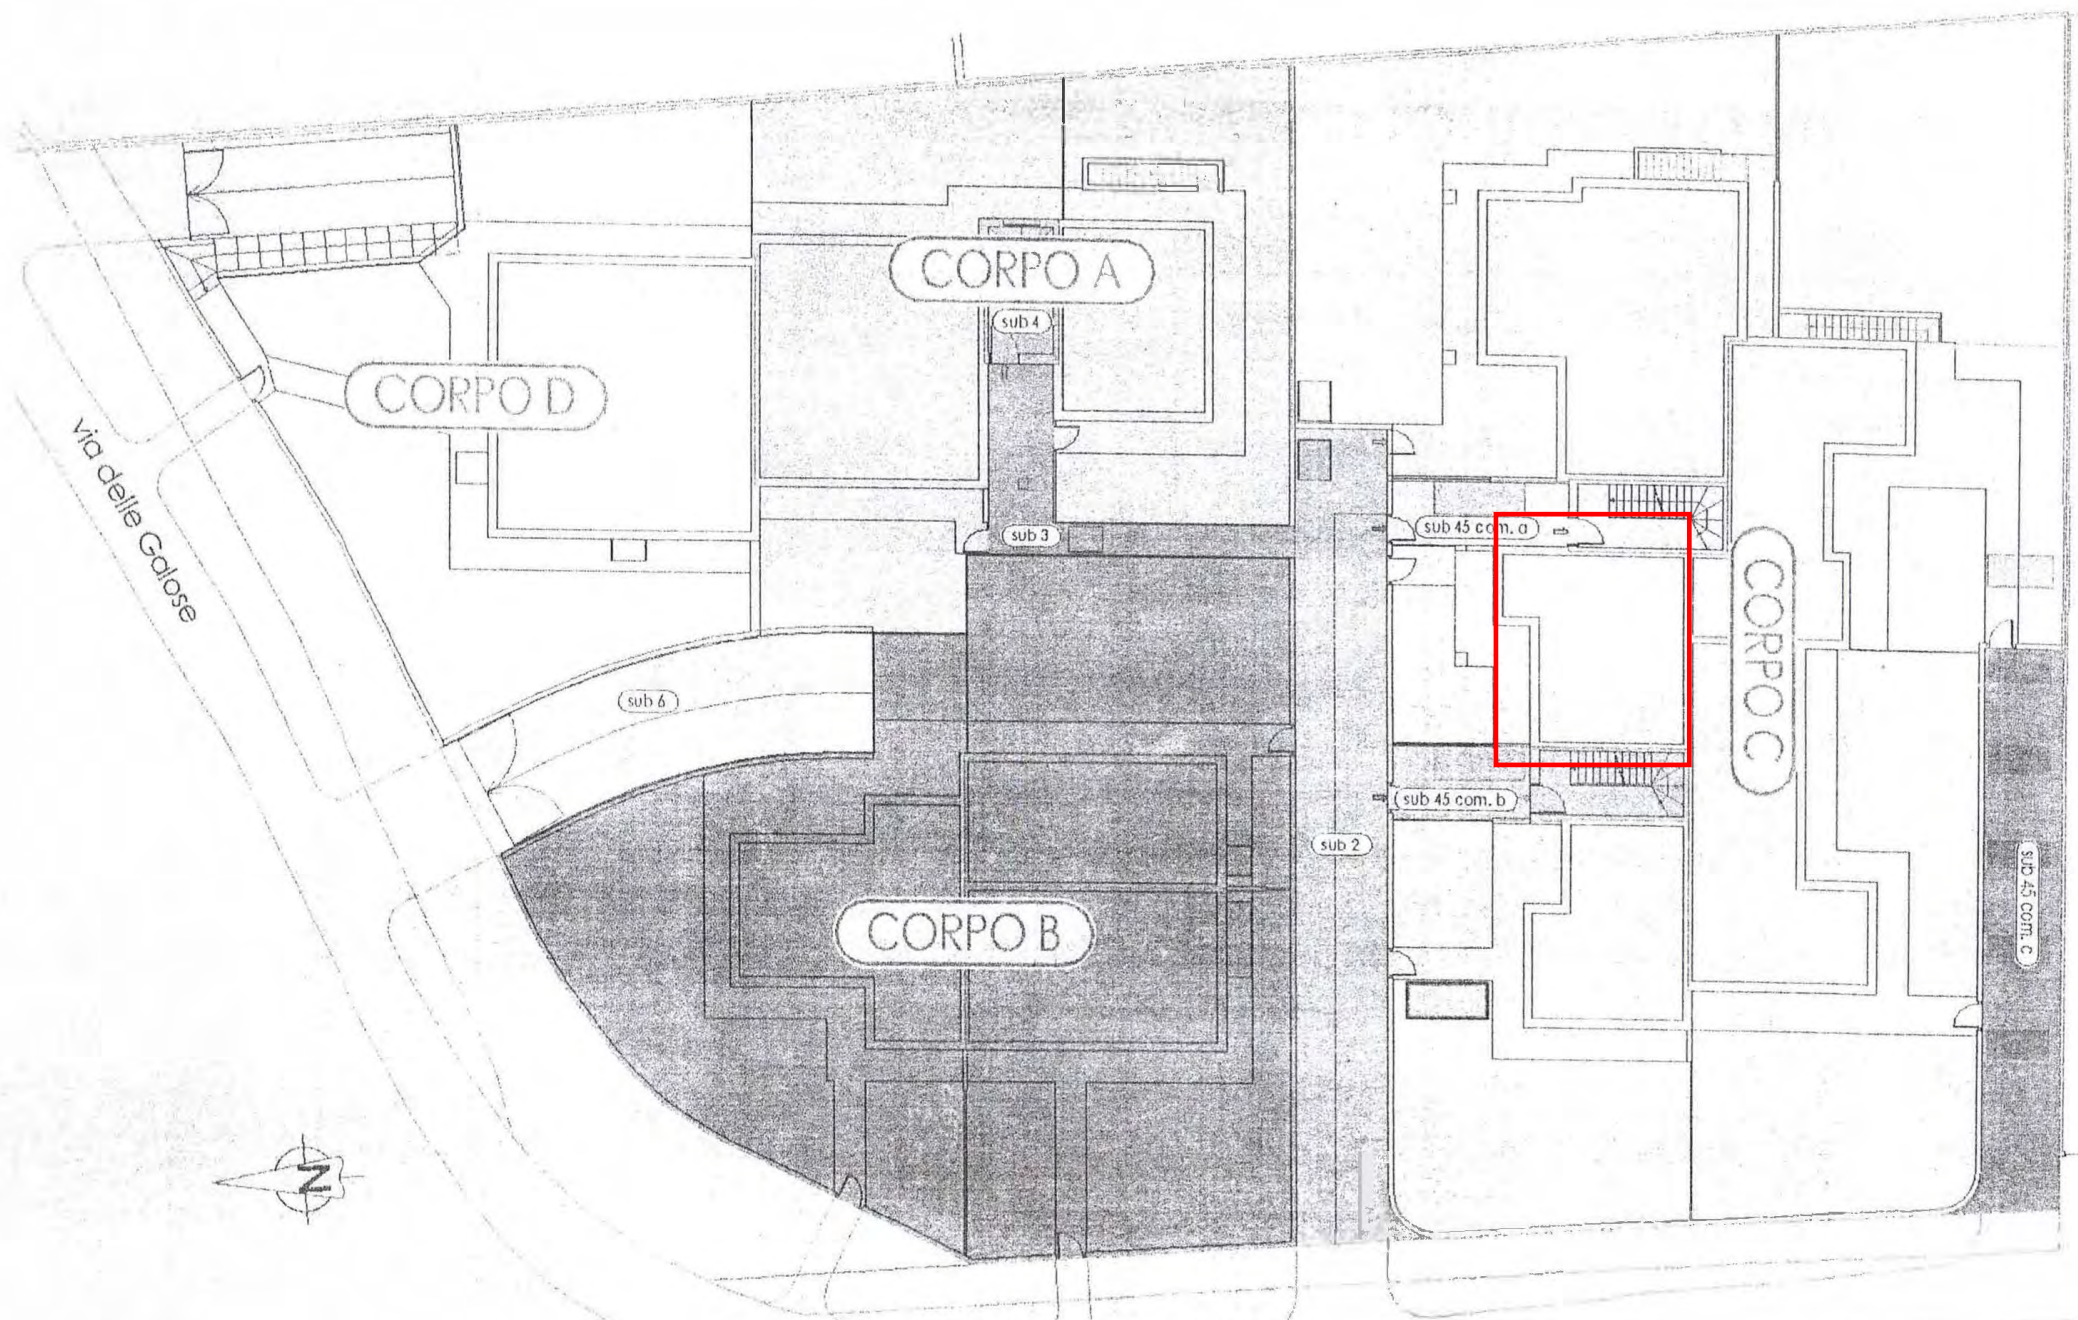 CORPO A
sub 4
CORPO D
via delle Galose
sub 3
sub 45 com. a
CORPO C
sub 6
sub 45 com. b
sub 2
sub 45 com. c
CORPO B
N